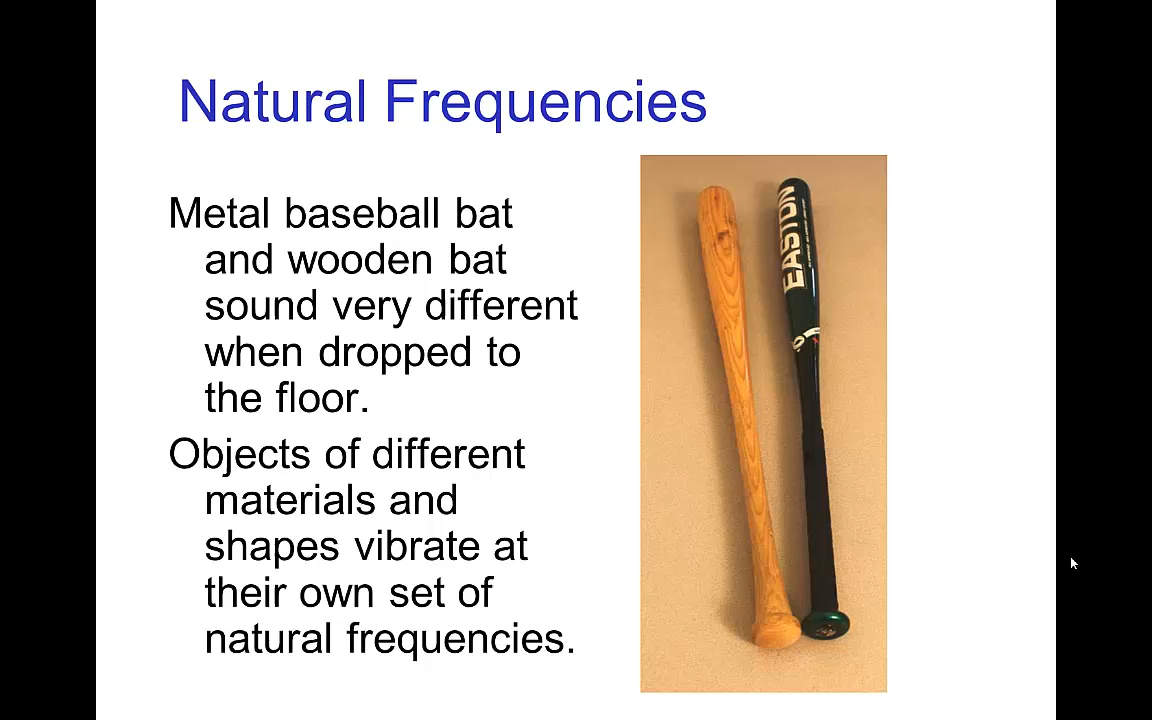 Natural Frequencies
Metal baseball bat
and wooden bat
sound very different
when dropped to
the floor.
Objects of different
materials and
shapes vibrate at
their own set of
natural frequencies.
EASTON